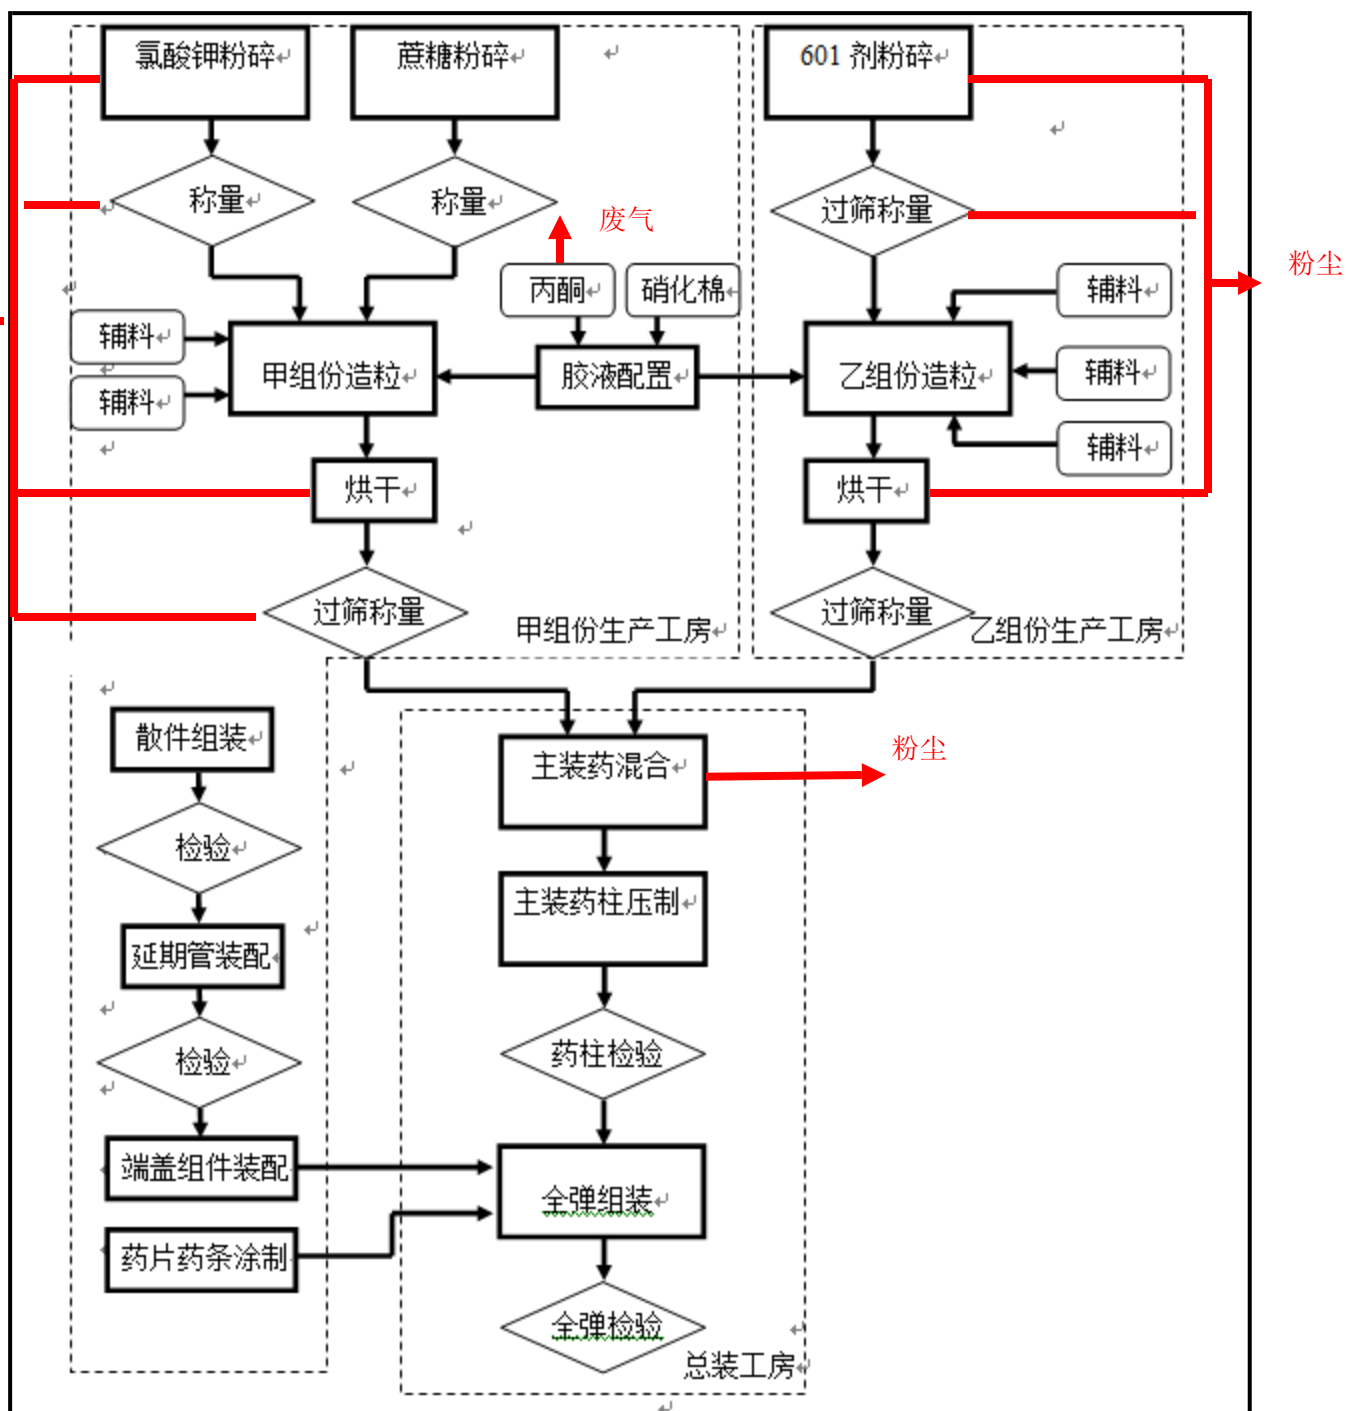 氯酸钾粉碎
蔗糖粉碎
601 剂粉碎
称量
称量
过筛称量
废气
粉尘
丙酮
硝化棉
辅料
辅料
甲组份造粒
胶液配置
乙组份造粒
辅料
辅料
辅料
烘干
烘干
过筛称量
甲组份生产工房
过筛称量
乙组份生产工房
散件组装
主装药混合
粉尘
检验
主装药柱压制
延期管装配
检验
药柱检验
端盖组件装配
全弹组装
药片药条涂制
全弹检验
总装工房